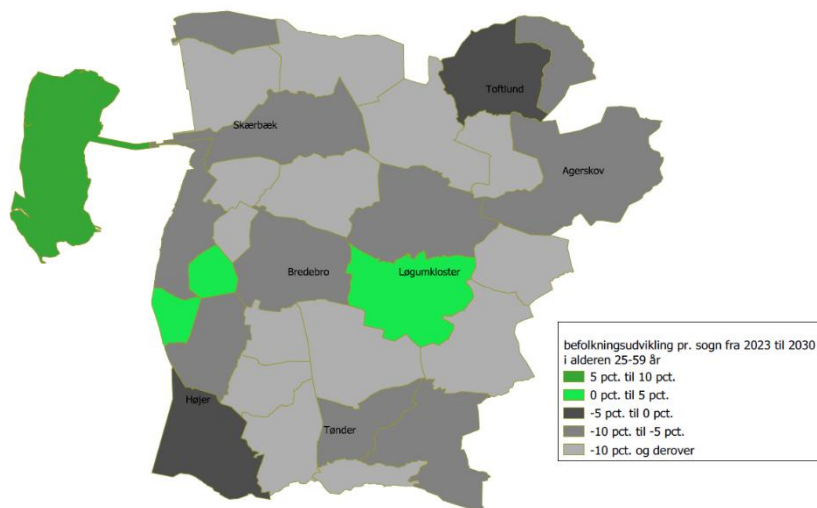 Toftlund
Skærbæk
Agerskov
Bredebro
Løgumkloster
Højer
Tønder
befolkningsudvikling pr. sogn fra 2023 til 2030
i alderen 25-59 år
5 pct. til 10 pct.
0 pct til 5 pct.
-5 pct til 0 pct.
-10 pct. til -5 pct.
-10 pct. og derover